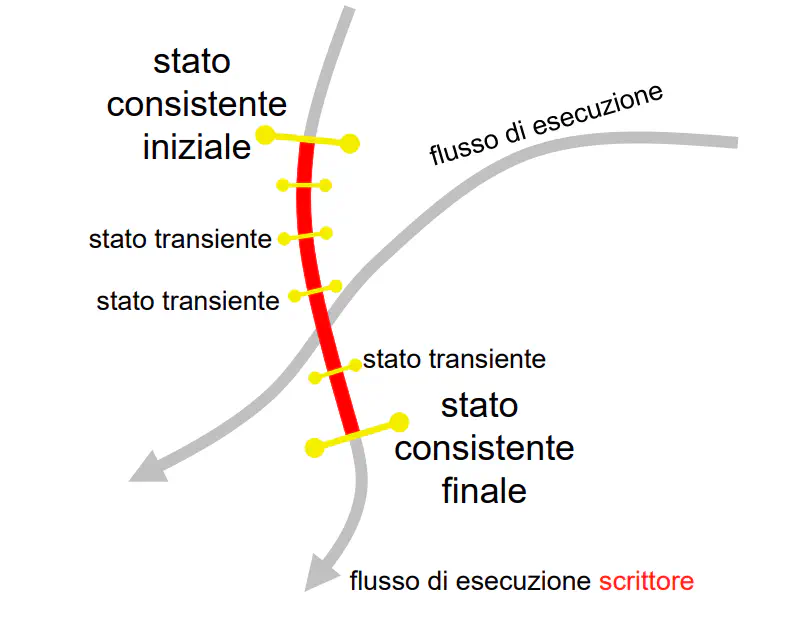 stato
consistente
iniziale
flusso di esecuzione
stato transiente
stato transiente
stato transiente
stato
consistente
finale
flusso di esecuzione scrittore